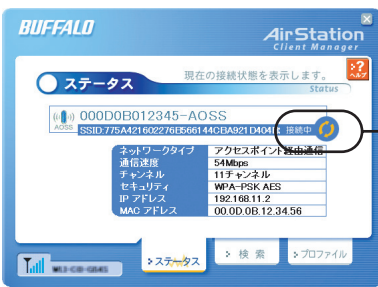 BUFFALO
AirStation
Client Manager
ステータス
現在の接続状態を表示します。
Status
ヘルプ
000D0B012345-AOSS
AOSS
SSID:775A421602276B566144CBA921D404
接続中
ネットワークタイプ アクセスポイント経由通信
通信速度 54Mbps
チャンネル 11チャンネル
セキュリティ WPA-PSK AES
IP アドレス 192.168.11.2
MAC アドレス 00.0D.0B.12.34.56
ステータス
検 索
プロファイル